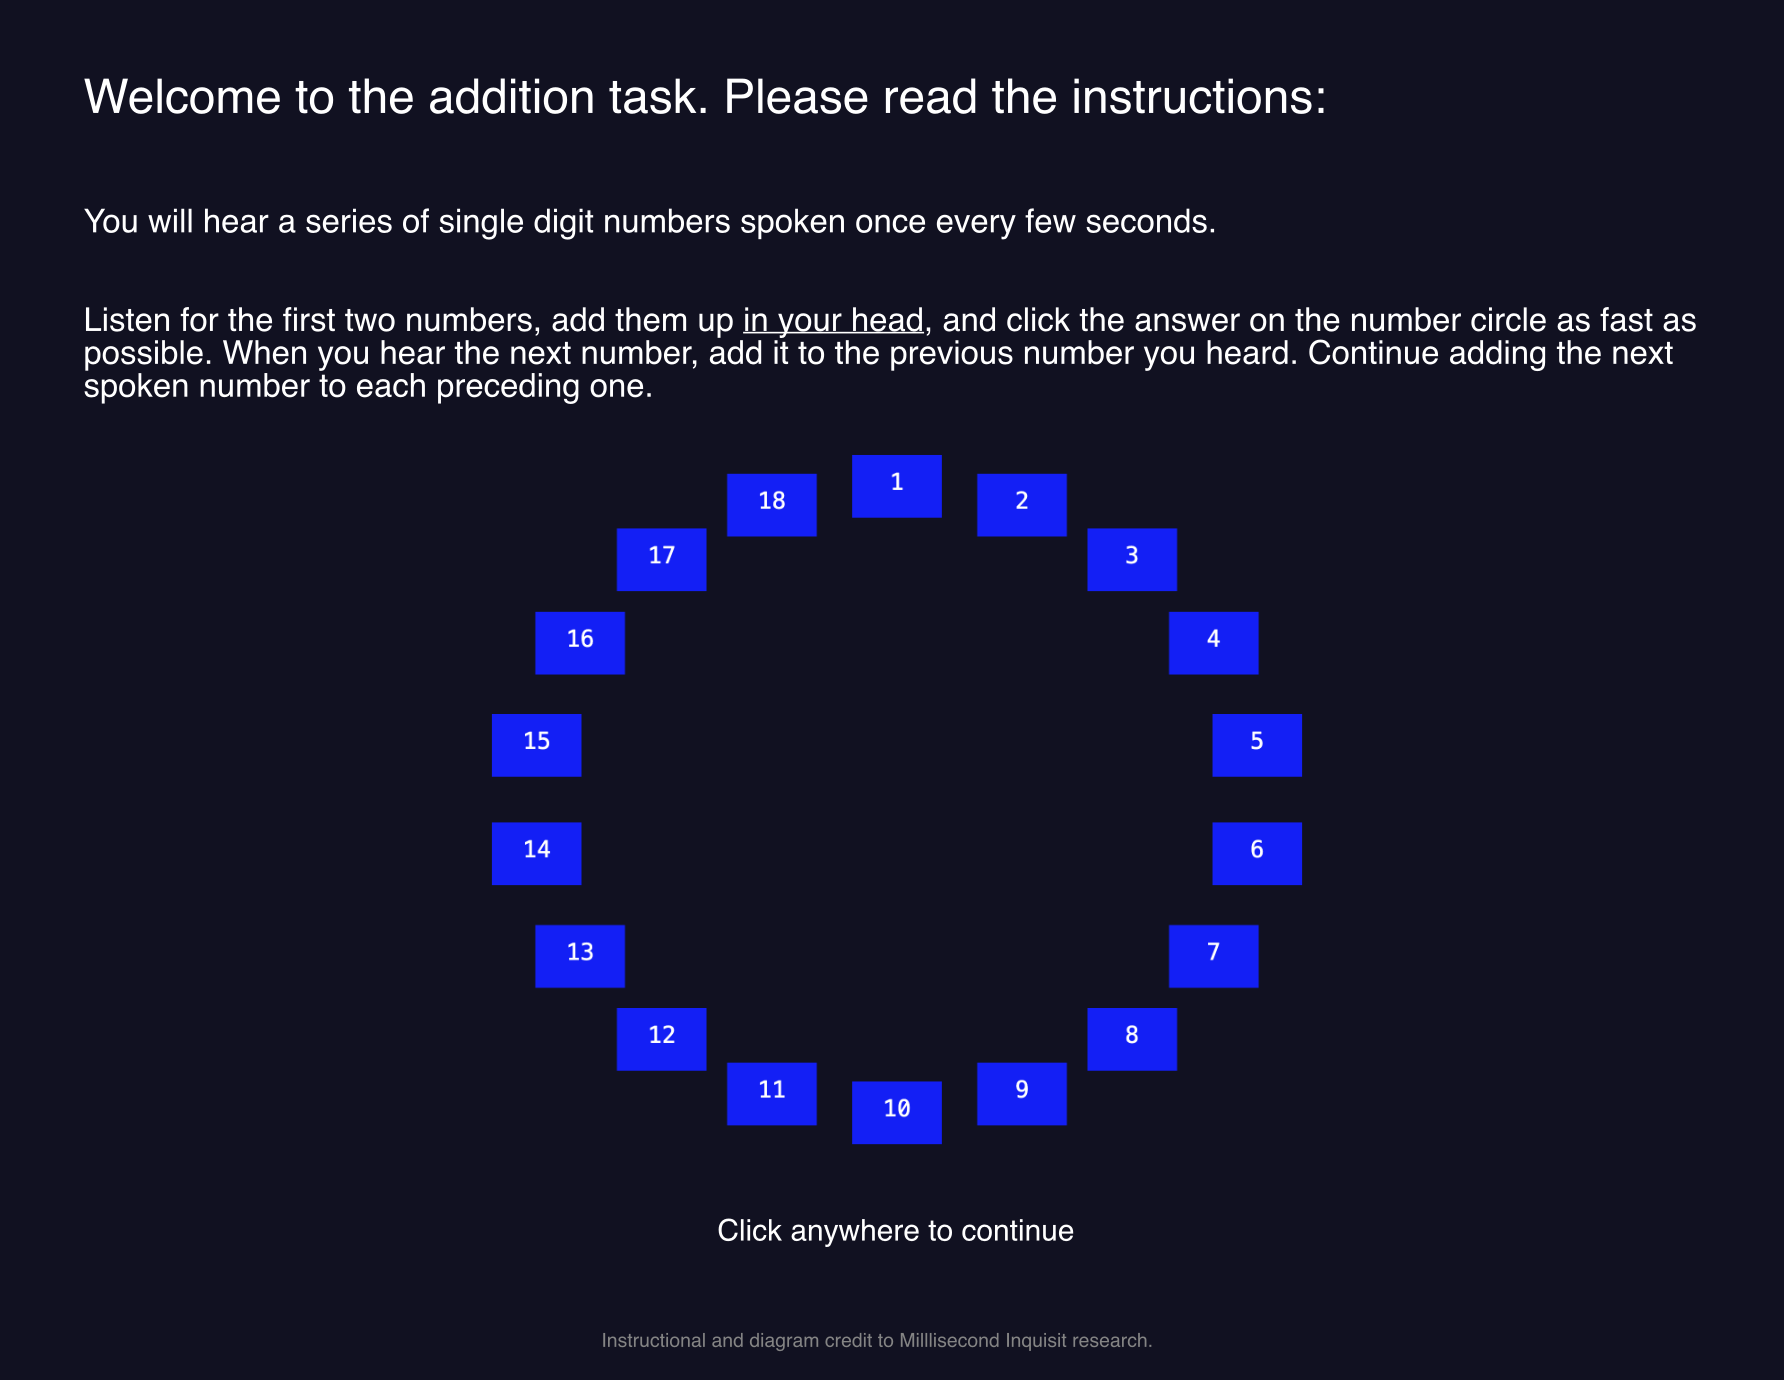 Welcome to the addition task. Please read the instructions:
You will hear a series of single digit numbers spoken once every few seconds.
Listen for the first two numbers, add them up in your head, and click the answer on the number circle as fast as
possible. When you hear the next number, add it to the previous number you heard. Continue adding the next
spoken number to each preceding one.
1
2
3
4
5
6
7
8
9
10
11
12
13
14
15
16
17
18
Click anywhere to continue
Instructional and diagram credit to Milllisecond Inquisit research.